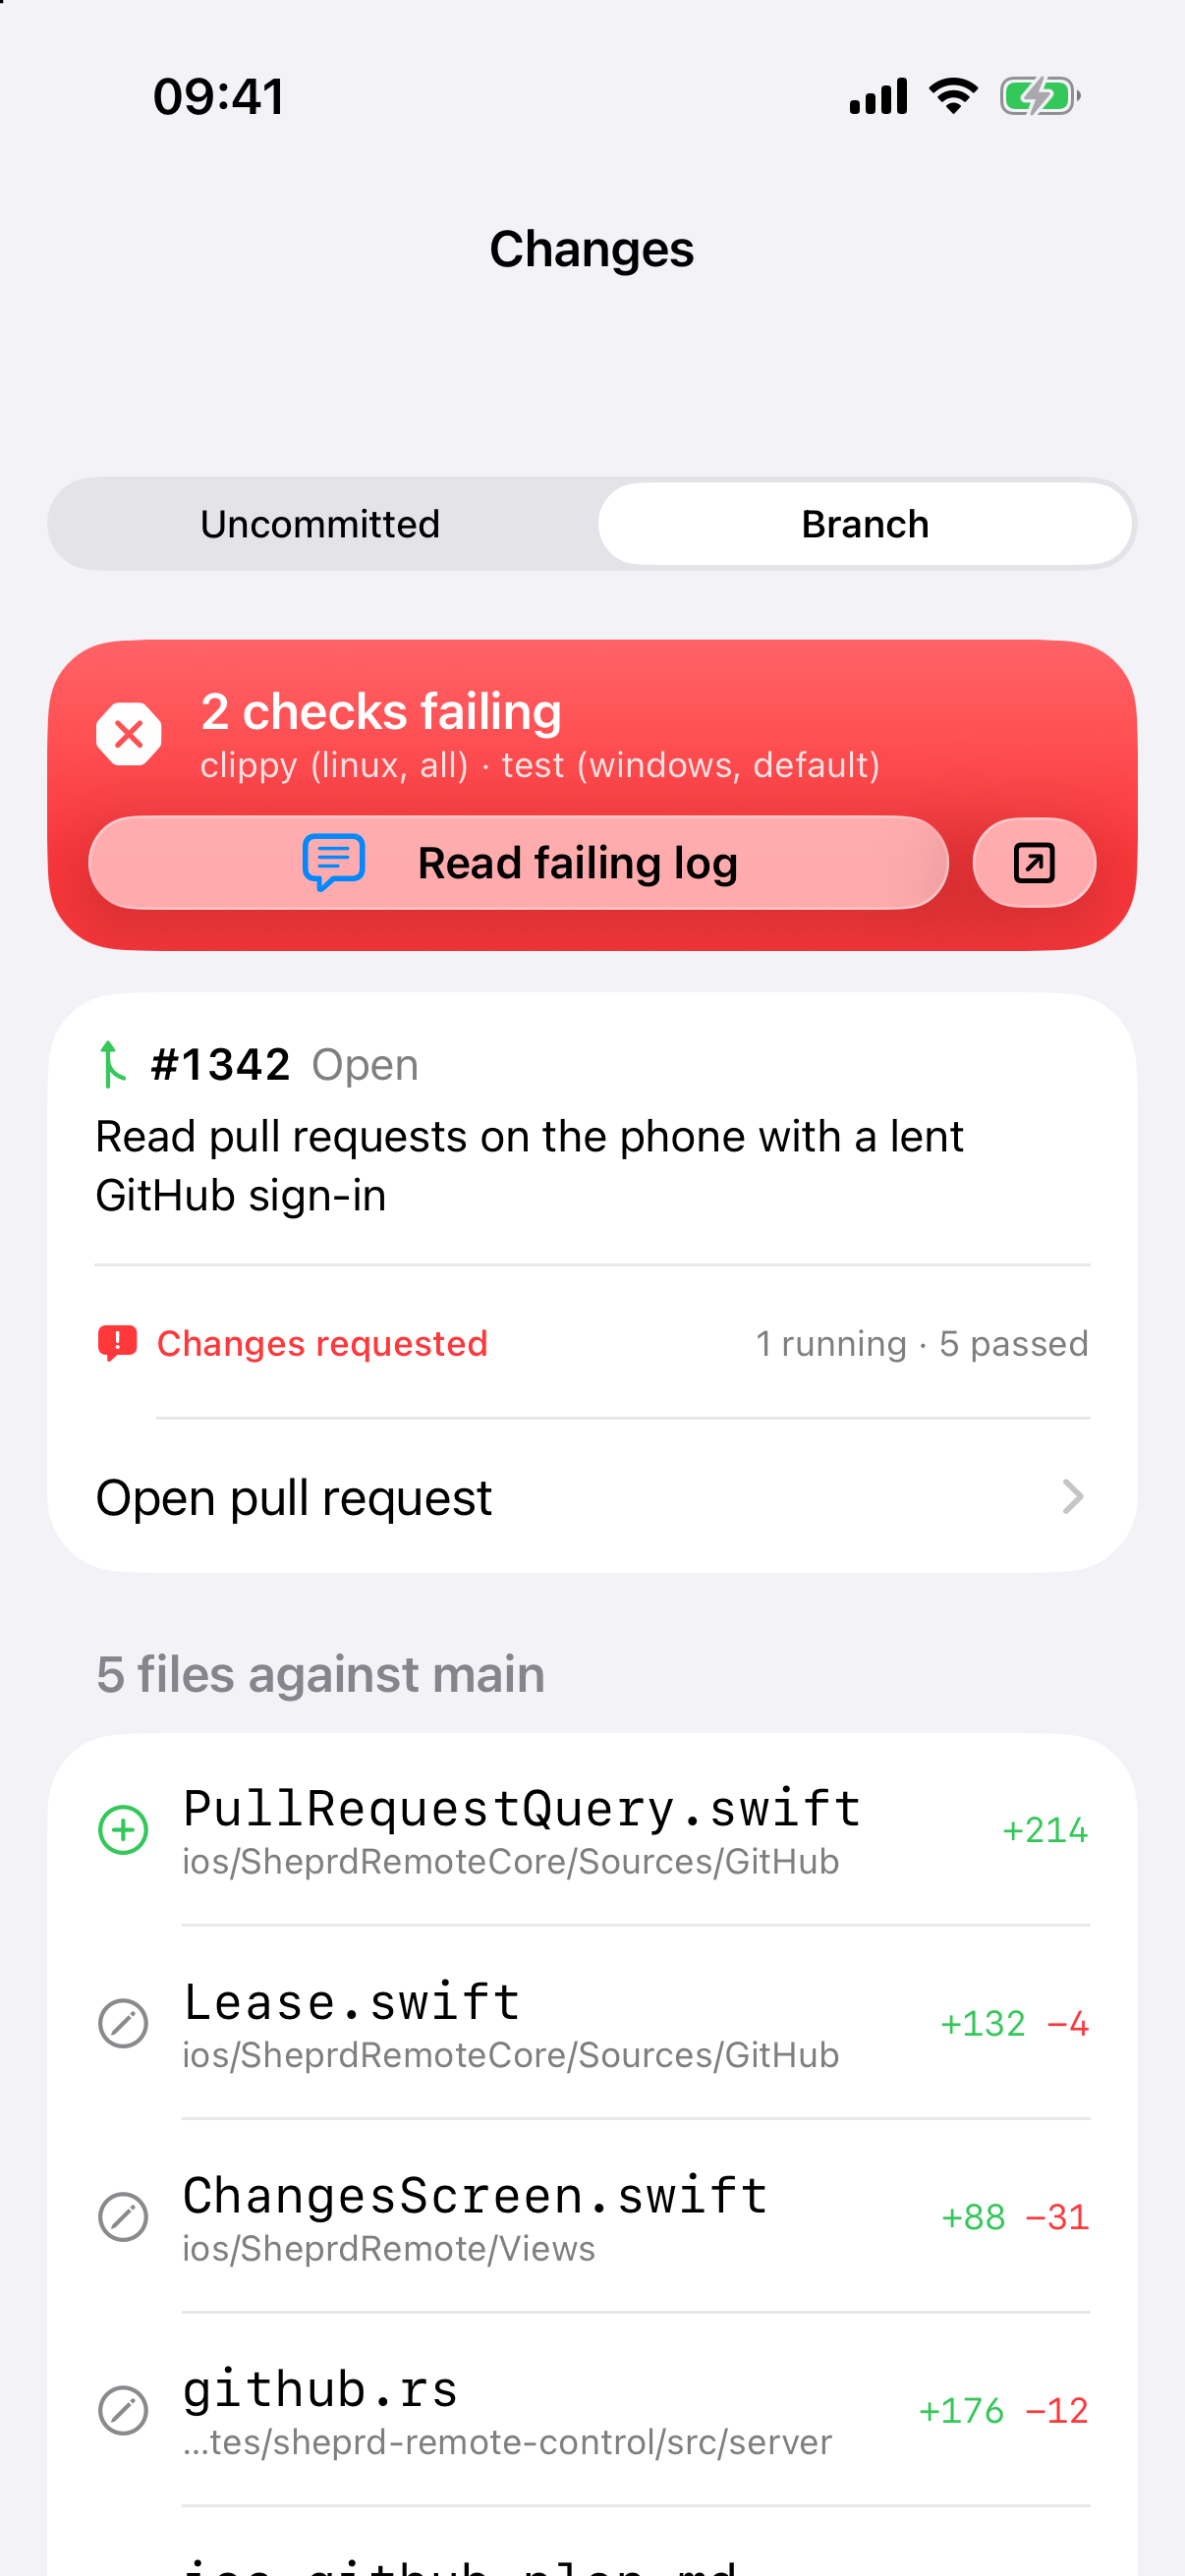 09:41
Changes
Uncommitted
Branch
2 checks failing
clippy (linux, all) · test (windows, default)
Read failing log
#1342 Open
Read pull requests on the phone with a lent
GitHub sign-in
Changes requested
1 running · 5 passed
Open pull request
5 files against main
PullRequestQuery.swift
+214
ios/SheprdRemoteCore/Sources/GitHub
Lease.swift
+132 −4
ios/SheprdRemoteCore/Sources/GitHub
ChangesScreen.swift
+88 −31
ios/SheprdRemote/Views
github.rs
+176 −12
...tes/sheprd-remote-control/src/server